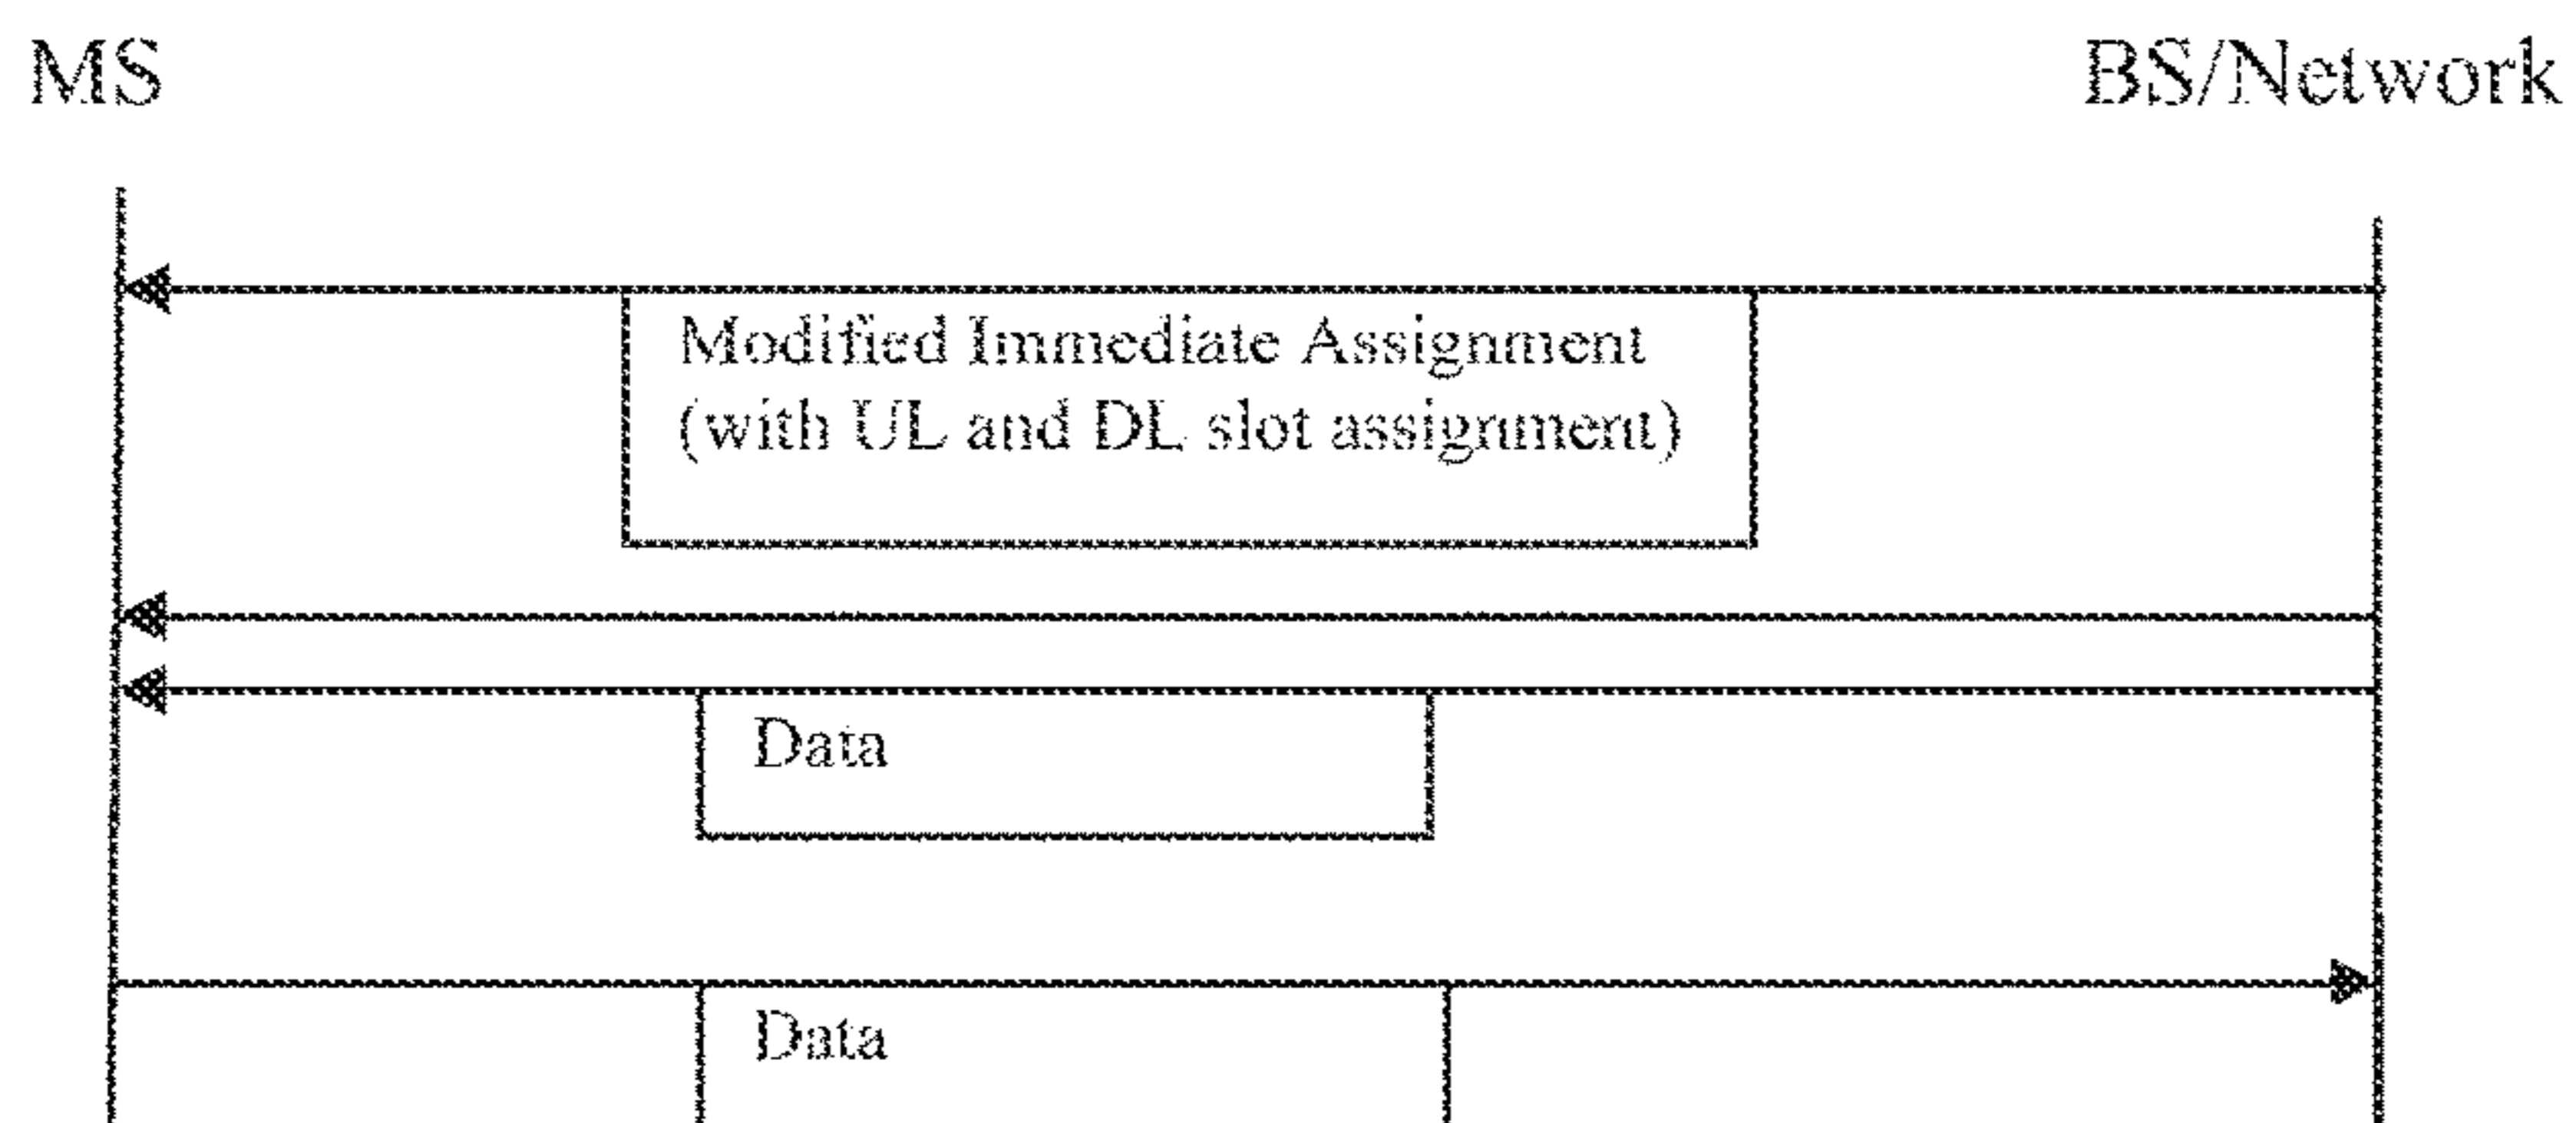 MS
BS/Network
Modified Immediate Assignment
(with UL and DL slot assignment)
Data
Data